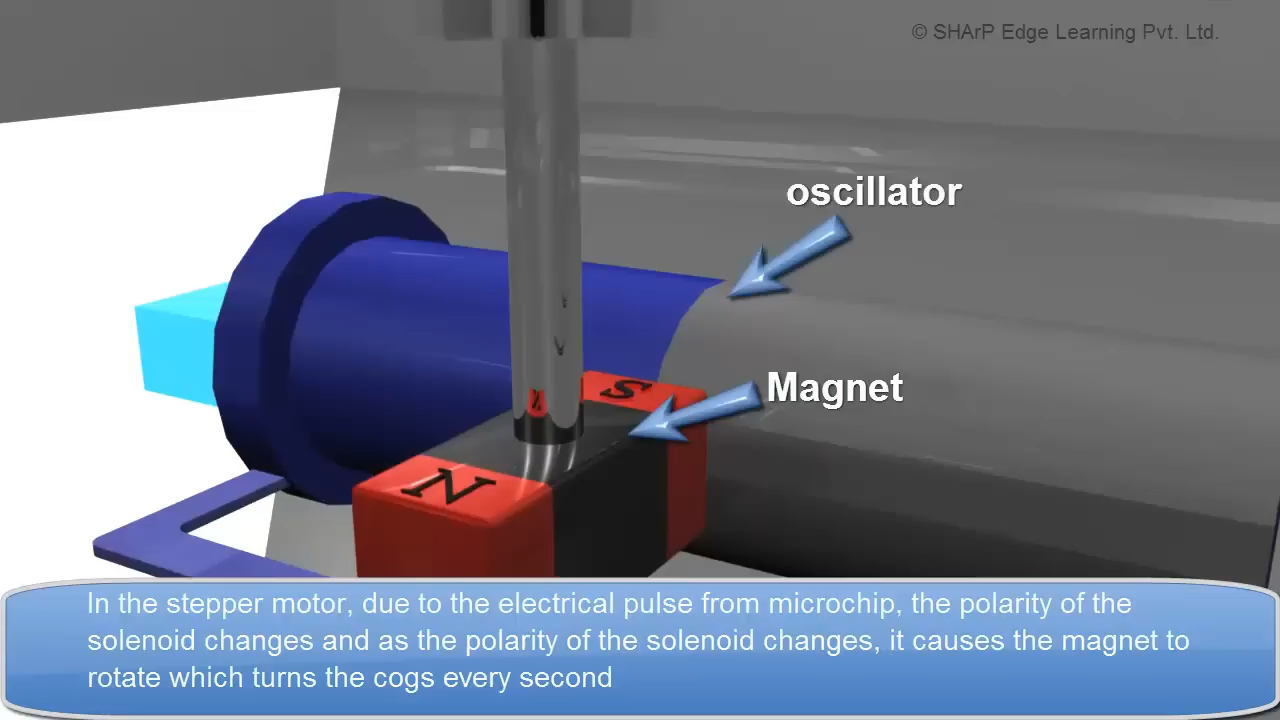 © SHArP Edge Learning Pvt. Ltd.
oscillator
Magnet
S
N
In the stepper motor, due to the electrical pulse from microchip, the polarity of the
solenoid changes and as the polarity of the solenoid changes, it causes the magnet to
rotate which turns the cogs every second